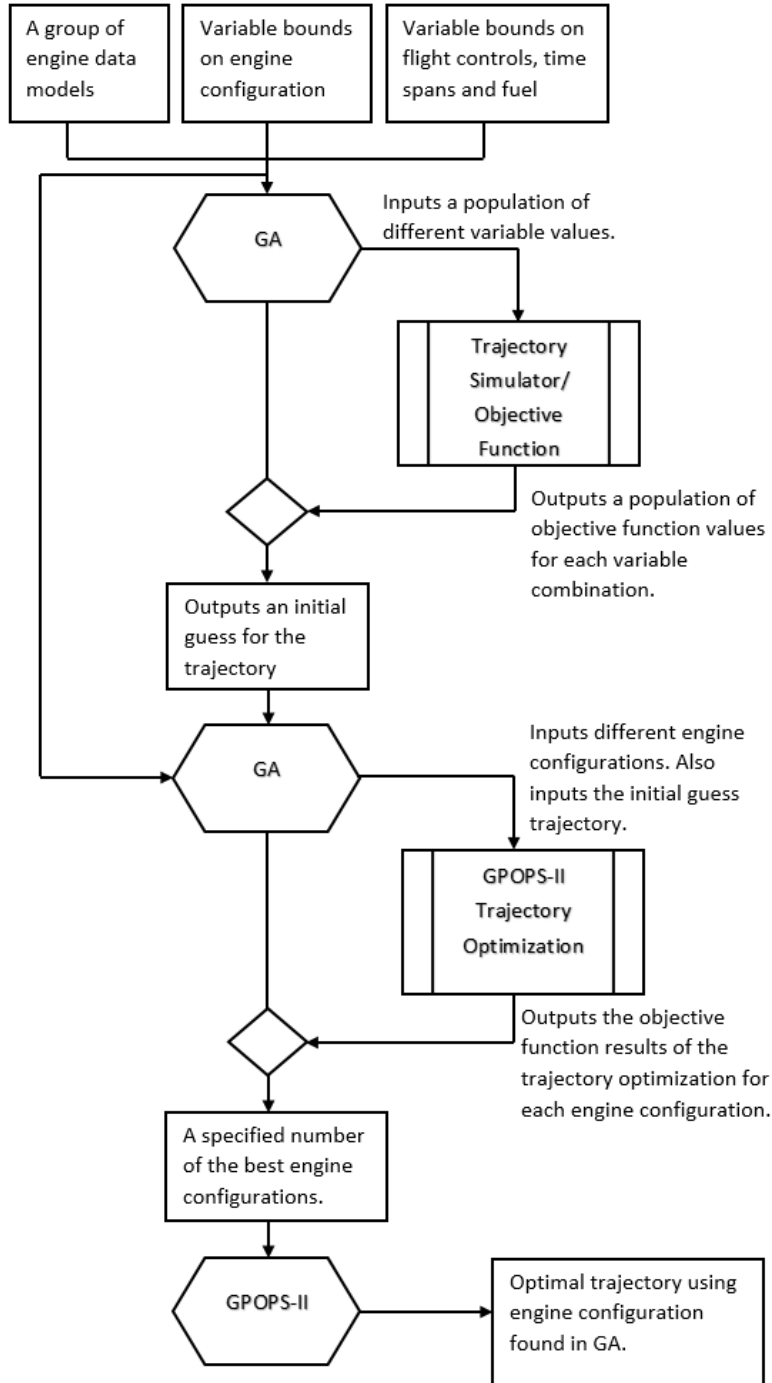 A group of
engine data
models
Variable bounds
on engine
configuration
Variable bounds on
flight controls, time
spans and fuel
GA
Inputs a population of
different variable values.
Trajectory
Simulator/
Objective
Function
Outputs a population of
objective function values
for each variable
combination.
Outputs an initial
guess for the
trajectory
GA
Inputs different engine
configurations. Also
inputs the initial guess
trajectory.
GPOPS-II
Trajectory
Optimization
Outputs the objective
function results of the
trajectory optimization for
each engine configuration.
A specified number
of the best engine
configurations.
GPOPS-II
Optimal trajectory using
engine configuration
found in GA.